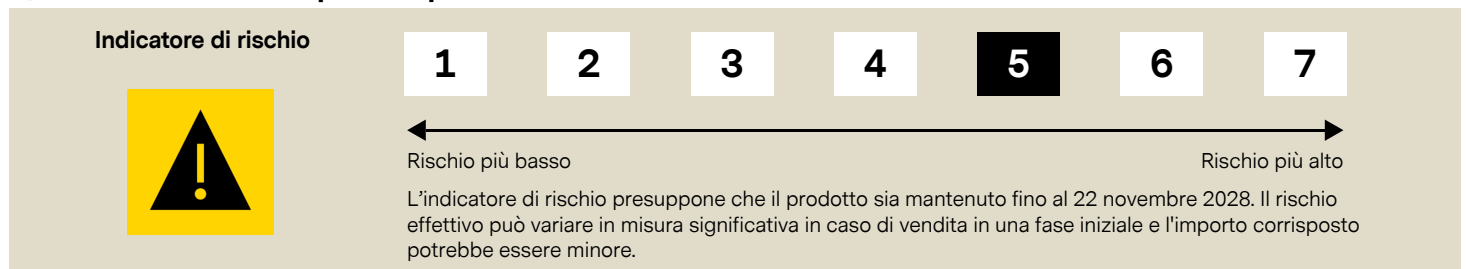 Indicatore di rischio
1 2 3 4 5 6 7
Rischio più basso Rischio più alto
L'indicatore di rischio presuppone che il prodotto sia mantenuto fino al 22 novembre 2028. Il rischio
effettivo può variare in misura significativa in caso di vendita in una fase iniziale e l'importo corrisposto
potrebbe essere minore.